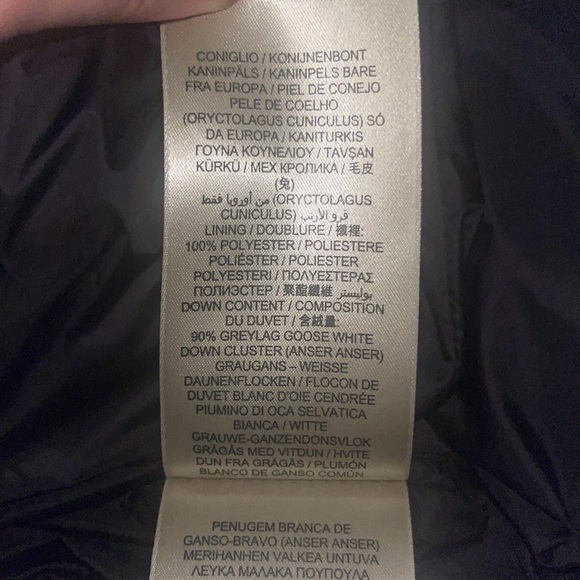 CONIGLIO / KONIJNENBONT
KANINPÄLS / KANINPELS BARE
FRA EUROPA / PIEL DE CONEJO
PELE DE COELHO
(ORYCTOLAGUS CUNICULUS) SÓ
DA EUROPA / KANITURKIS
ΓΟΥΝΑ ΚΟΥΝΕΛΙΟΥ / TAVŞAN
KÜRKÜ / МЕХ КРОЛИКА / 毛皮
(兔)
من أوروبا فقط (ORYCTOLAGUS
CUNICULUS) فرو الأرنب
LINING / DOUBLURE / 襯裡:
100% POLYESTER / POLIESTERE
POLIÉSTER / POLIESTER
POLYESTERI / ΠΟΛΥΕΣΤΕΡΑΣ
ПОЛИЭСТЕР / 聚酯纖維 بوليستر /
DOWN CONTENT / COMPOSITION
DU DUVET / 含絨量:
90% GREYLAG GOOSE WHITE
DOWN CLUSTER (ANSER ANSER)
GRAUGANS – WEISSE
DAUNENFLOCKEN / FLOCON DE
DUVET BLANC D'OIE CENDRÉE
PIUMINO DI OCA SELVATICA
BIANCA / WITTE
GRAUWE-GANZENDONSVLOK
GRÅGÅS MED VITDUN / HVITE
DUN FRA GRÅGÅS / PLUMÓN
BLANCO DE GANSO COMÚN
PENUGEM BRANCA DE
GANSO-BRAVO (ANSER ANSER)
MERIHANHEN VALKEA UNTUVA
ΛΕΥΚΑ ΜΑΛΑΚΑ ΠΟΥΠΟΥΛΑ